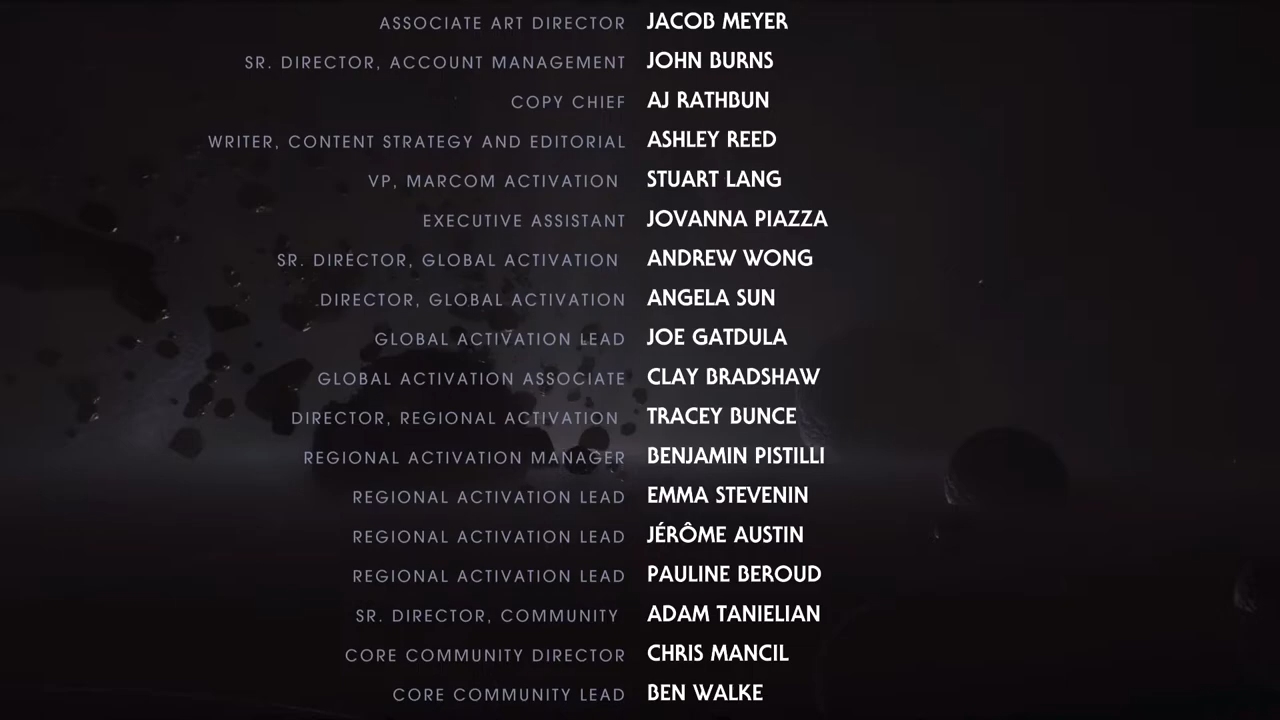 ASSOCIATE ART DIRECTOR JACOB MEYER
SR. DIRECTOR, ACCOUNT MANAGEMENT JOHN BURNS
COPY CHIEF AJ RATHBUN
WRITER, CONTENT STRATEGY AND EDITORIAL ASHLEY REED
VP, MARCOM ACTIVATION STUART LANG
EXECUTIVE ASSISTANT JOVANNA PIAZZA
SR. DIRECTOR, GLOBAL ACTIVATION ANDREW WONG
DIRECTOR, GLOBAL ACTIVATION ANGELA SUN
GLOBAL ACTIVATION LEAD JOE GATDULA
GLOBAL ACTIVATION ASSOCIATE CLAY BRADSHAW
DIRECTOR, REGIONAL ACTIVATION TRACEY BUNCE
REGIONAL ACTIVATION MANAGER BENJAMIN PISTILLI
REGIONAL ACTIVATION LEAD EMMA STEVENIN
REGIONAL ACTIVATION LEAD JÉRÔME AUSTIN
REGIONAL ACTIVATION LEAD PAULINE BEROUD
SR. DIRECTOR, COMMUNITY ADAM TANIELIAN
CORE COMMUNITY DIRECTOR CHRIS MANCIL
CORE COMMUNITY LEAD BEN WALKE